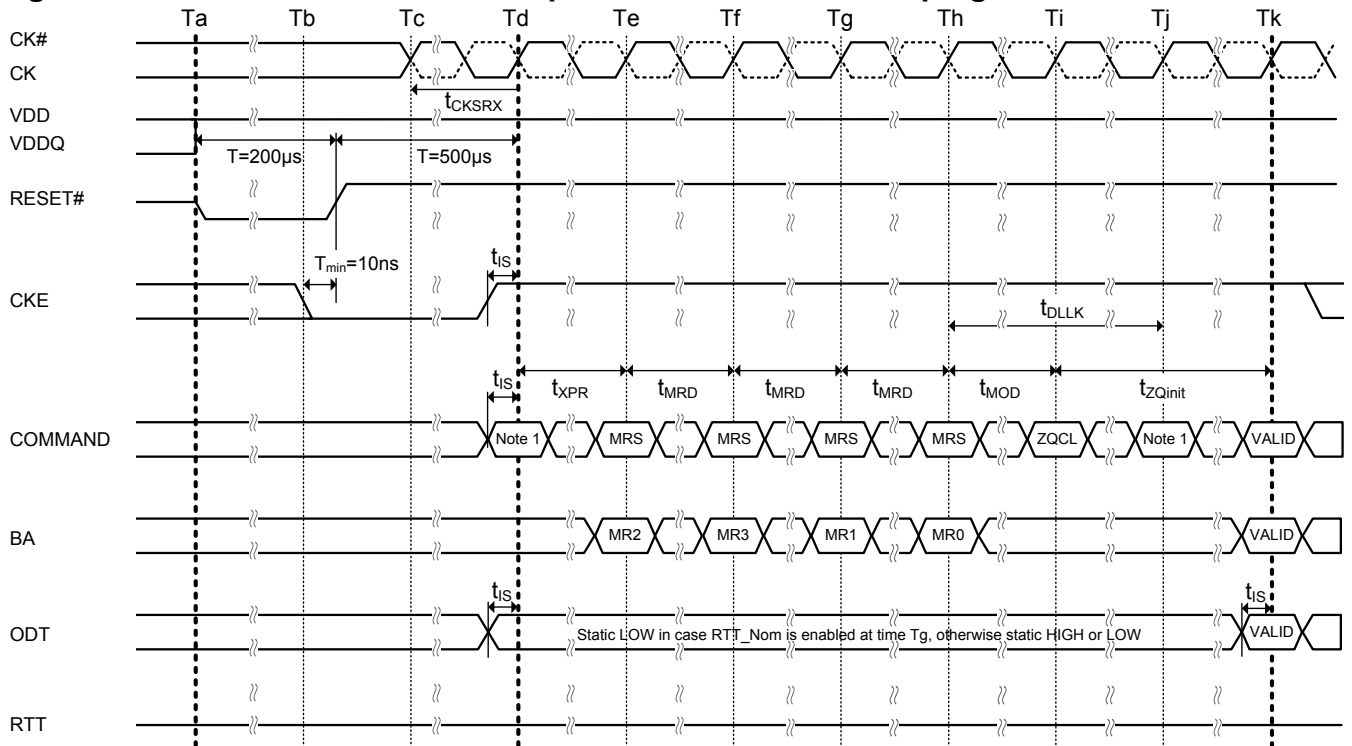 Ta Tb Tc Td Te Tf Tg Th Ti Tj Tk
CK#
CK
tCKSRX
VDD
VDDQ
T=200µs T=500µs
RESET#
Tmin=10ns
tIS
CKE
tDLLK
tIS tXPR tMRD tMRD tMRD tMOD tZQinit
COMMAND Note 1 MRS MRS MRS MRS ZQCL Note 1 VALID
BA MR2 MR3 MR1 MR0 VALID
tIS tIS
ODT Static LOW in case RTT_Nom is enabled at time Tg, otherwise static HIGH or LOW VALID
RTT